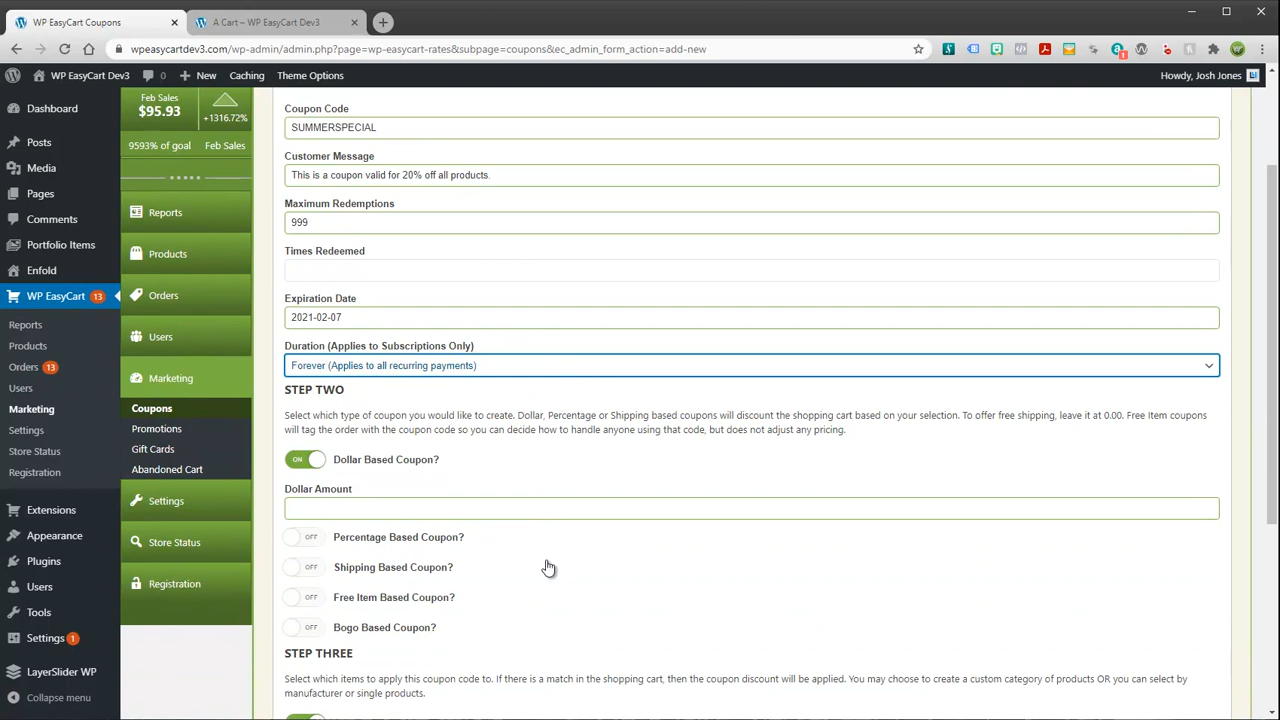 WP EasyCart Coupons
A Cart – WP EasyCart Dev3
wpeasycartdev3.com/wp-admin/admin.php?page=wp-easycart-rates&subpage=coupons&ec_admin_form_action=add-new
1
WP EasyCart Dev3
0
New
Caching
Theme Options
Howdy, Josh Jones
Dashboard
Posts
Media
Pages
Comments
Portfolio Items
Enfold
WP EasyCart 13
Reports
Products
Orders 13
Users
Marketing
Settings
Store Status
Registration
Extensions
Appearance
Plugins
Users
Tools
Settings 1
LayerSlider WP
Collapse menu
Feb Sales
$95.93
+1316.72%
9593% of goal
Feb Sales
Reports
Products
Orders
Users
Marketing
Coupons
Promotions
Gift Cards
Abandoned Cart
Settings
Store Status
Registration
Coupon Code
SUMMERSPECIAL
Customer Message
This is a coupon valid for 20% off all products.
Maximum Redemptions
999
Times Redeemed
Expiration Date
2021-02-07
Duration (Applies to Subscriptions Only)
Forever (Applies to all recurring payments)
STEP TWO
Select which type of coupon you would like to create. Dollar, Percentage or Shipping based coupons will discount the shopping cart based on your selection. To offer free shipping, leave it at 0.00. Free Item coupons
will tag the order with the coupon code so you can decide how to handle anyone using that code, but does not adjust any pricing.
ON Dollar Based Coupon?
Dollar Amount
OFF Percentage Based Coupon?
OFF Shipping Based Coupon?
OFF Free Item Based Coupon?
OFF Bogo Based Coupon?
STEP THREE
Select which items to apply this coupon code to. If there is a match in the shopping cart, then the coupon discount will be applied. You may choose to create a custom category of products OR you can select by
manufacturer or single products.